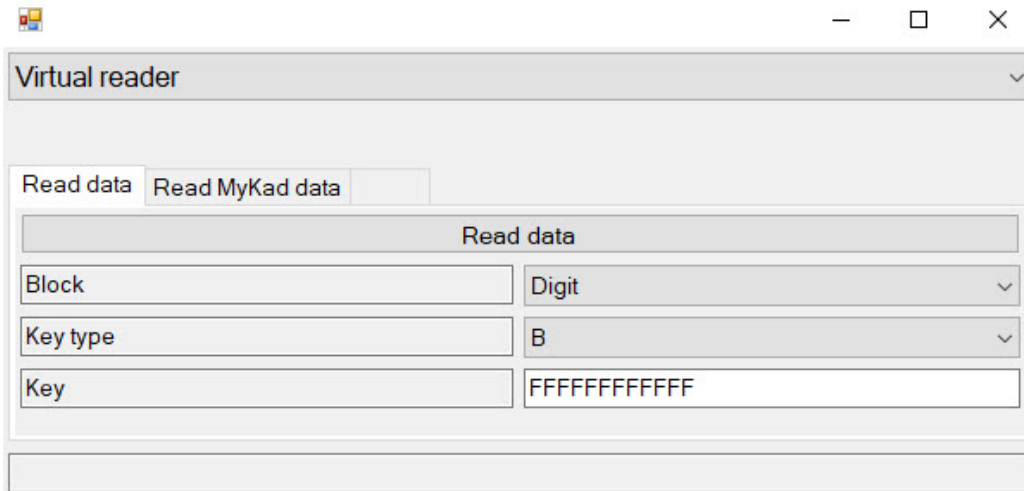 Virtual reader
Read data Read MyKad data
Read data
Block Digit
Key type B
Key FFFFFFFFFFFF